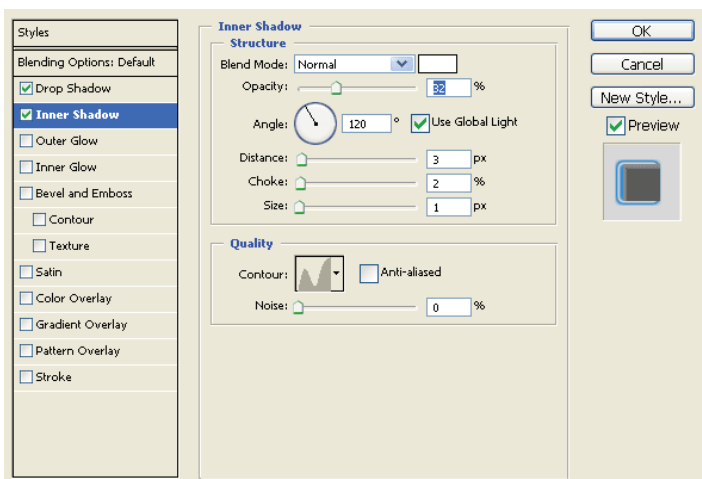 Styles
Blending Options: Default
Drop Shadow
Inner Shadow
Outer Glow
Inner Glow
Bevel and Emboss
Contour
Texture
Satin
Color Overlay
Gradient Overlay
Pattern Overlay
Stroke
Inner Shadow
Structure
Blend Mode: Normal
Opacity: 32 %
Angle: 120 ° Use Global Light
Distance: 3 px
Choke: 2 %
Size: 1 px
Quality
Contour: Anti-aliased
Noise: 0 %
OK
Cancel
New Style...
Preview